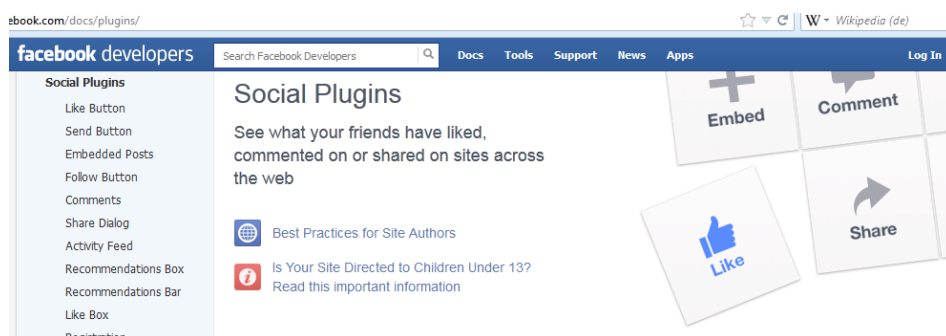 ebook.com/docs/plugins/
W Wikipedia (de)
facebook developers
Search Facebook Developers
Docs Tools Support News Apps
Log In
Social Plugins
Like Button
Send Button
Embedded Posts
Follow Button
Comments
Share Dialog
Activity Feed
Recommendations Box
Recommendations Bar
Like Box
Registration
Social Plugins
See what your friends have liked,
commented on or shared on sites across
the web
Best Practices for Site Authors
Is Your Site Directed to Children Under 13?
Read this important information
Embed
Comment
Like
Share